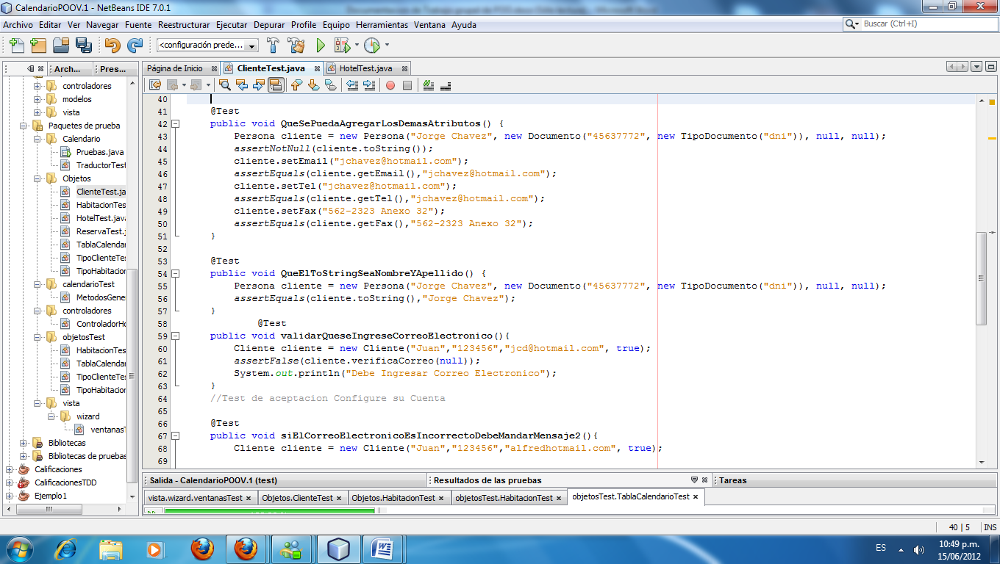 CalendarioPOOV.1 - NetBeans IDE 7.0.1
Archivo Editar Ver Navegar Fuente Reestructurar Ejecutar Depurar Profile Equipo Herramientas Ventana Ayuda
Buscar (Ctrl+I)
<configuración prede...
Arch... Pres...
Página de Inicio ClienteTest.java HotelTest.java
controladores
modelos
vista
Paquetes de prueba
Calendario
Pruebas.java
TraductorTest
Objetos
ClienteTest.ja
HabitacionTes
HotelTest.java
ReservaTest.j
TablaCalendar
TipoClienteTes
TipoHabitacior
calendarioTest
MetodosGene
controladores
ControladorHo
objetosTest
HabitacionTes
TablaCalendar
TipoClienteTes
TipoHabitacior
vista
wizard
ventanasT
Bibliotecas
Bibliotecas de pruebas
Calificaciones
CalificacionesTDD
Ejemplo1
40
41 @Test
42 public void QueSePuedaAgregarLosDemasAtributos() {
43 Persona cliente = new Persona("Jorge Chavez", new Documento("45637772", new TipoDocumento("dni")), null, null);
44 assertNotNull(cliente.toString());
45 cliente.setEmail("jchavez@hotmail.com");
46 assertEquals(cliente.getEmail(),"jchavez@hotmail.com");
47 cliente.setTel("jchavez@hotmail.com");
48 assertEquals(cliente.getTel(),"jchavez@hotmail.com");
49 cliente.setFax("562-2323 Anexo 32");
50 assertEquals(cliente.getFax(),"562-2323 Anexo 32");
51 }
52
53 @Test
54 public void QueElToStringSeaNombreYApellido() {
55 Persona cliente = new Persona("Jorge Chavez", new Documento("45637772", new TipoDocumento("dni")), null, null);
56 assertEquals(cliente.toString(),"Jorge Chavez");
57 }
58 @Test
59 public void validarQueseIngreseCorreoElectronico(){
60 Cliente cliente = new Cliente("Juan","123456","jcd@hotmail.com", true);
61 assertFalse(cliente.verificaCorreo(null));
62 System.out.println("Debe Ingresar Correo Electronico");
63 }
64 //Test de aceptacion Configure su Cuenta
65
66 @Test
67 public void siElCorreoElectronicoEsIncorrectoDebeMandarMensaje2(){
68 Cliente cliente = new Cliente("Juan","123456","alfredhotmail.com", true);
69
Salida - CalendarioPOOV.1 (test) Resultados de las pruebas Tareas
vista.wizard.ventanasTest Objetos.ClienteTest Objetos.HabitacionTest objetosTest.HabitacionTest objetosTest.TablaCalendarioTest
40 | 5 INS
ES 10:49 p.m.
15/06/2012